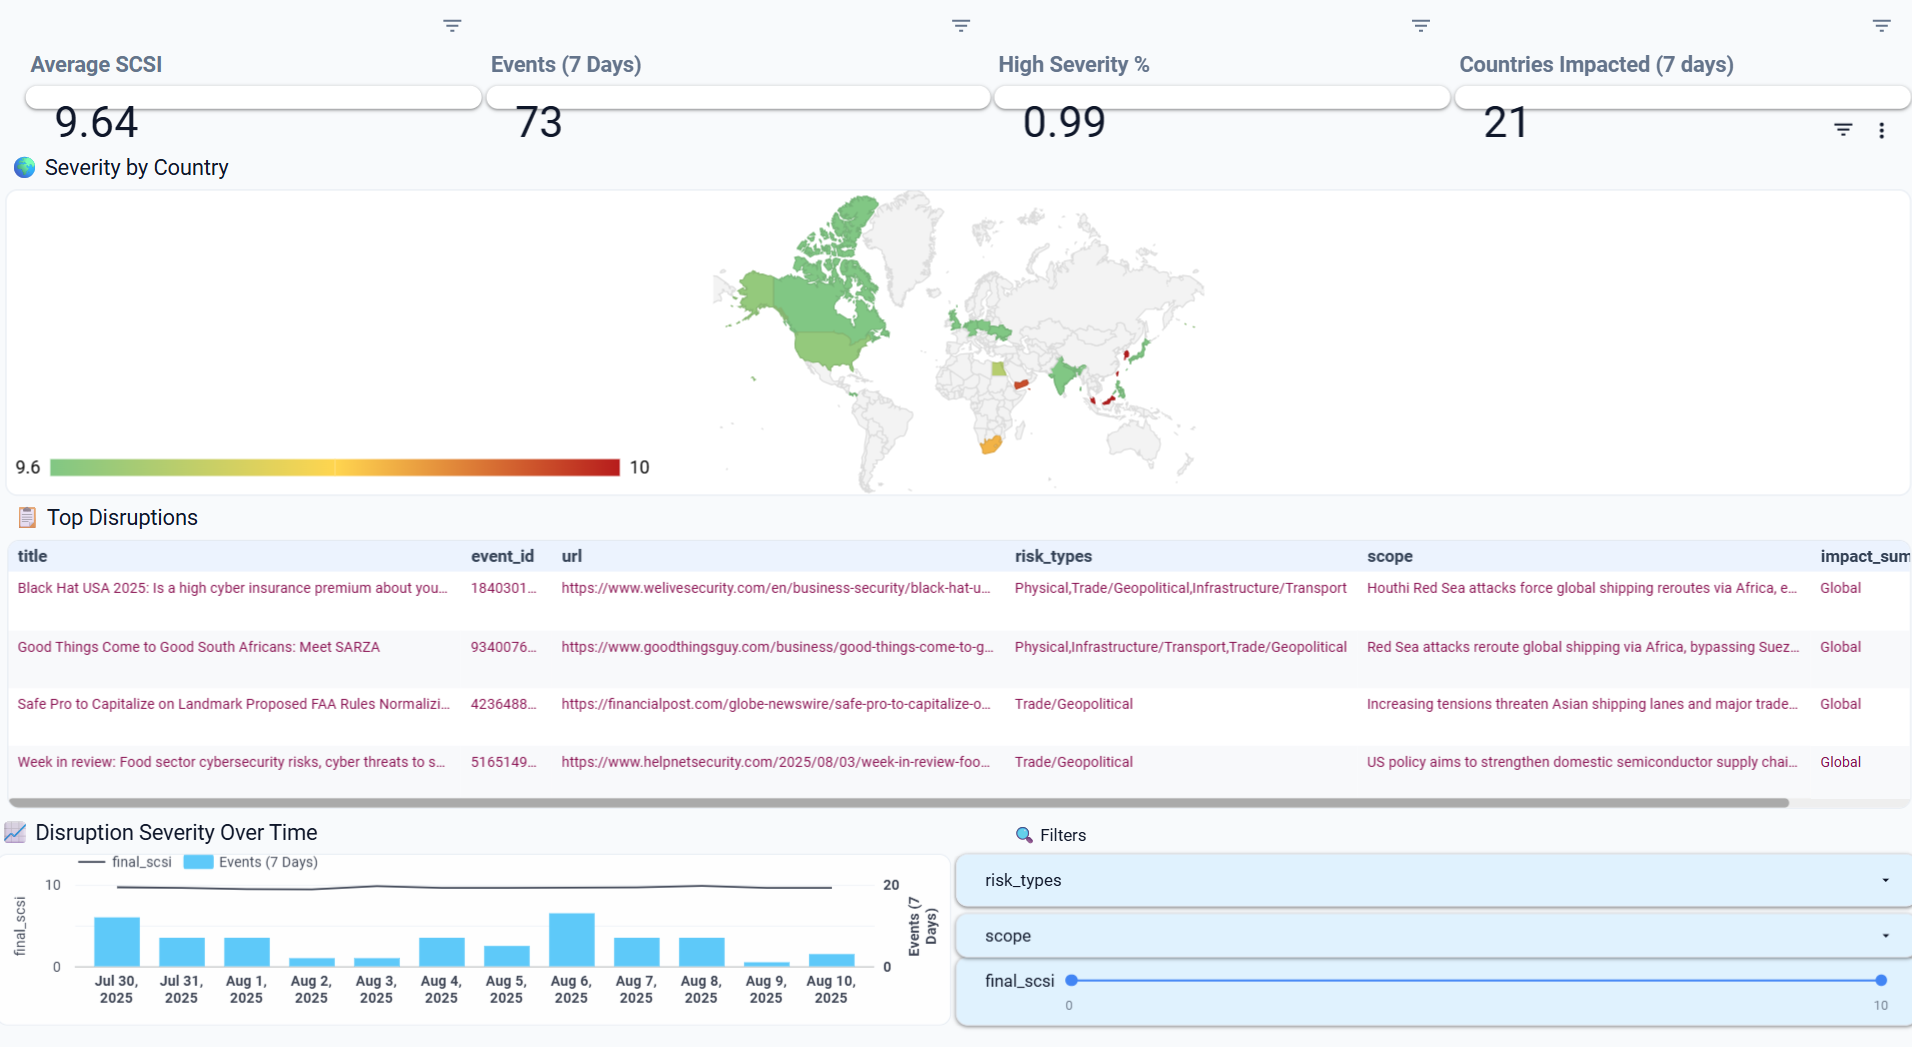 Average SCSI
Events (7 Days)
High Severity %
Countries Impacted (7 days)
9.64
73
0.99
21
Severity by Country
9.6
10
Top Disruptions
title event_id url risk_types scope impact_sum
Black Hat USA 2025: Is a high cyber insurance premium about you... 1840301... https://www.welivesecurity.com/en/business-security/black-hat-u... Physical,Trade/Geopolitical,Infrastructure/Transport Houthi Red Sea attacks force global shipping reroutes via Africa, e... Global
Good Things Come to Good South Africans: Meet SARZA 9340076... https://www.goodthingsguy.com/business/good-things-come-to-g... Physical,Infrastructure/Transport,Trade/Geopolitical Red Sea attacks reroute global shipping via Africa, bypassing Suez... Global
Safe Pro to Capitalize on Landmark Proposed FAA Rules Normalizi... 4236488... https://financialpost.com/globe-newswire/safe-pro-to-capitalize-o... Trade/Geopolitical Increasing tensions threaten Asian shipping lanes and major trade... Global
Week in review: Food sector cybersecurity risks, cyber threats to s... 5165149... https://www.helpnetsecurity.com/2025/08/03/week-in-review-foo... Trade/Geopolitical US policy aims to strengthen domestic semiconductor supply chai... Global
Disruption Severity Over Time
final_scsi Events (7 Days)
10
0
final_scsi
20
0
Events (7 Days)
Jul 30, 2025
Jul 31, 2025
Aug 1, 2025
Aug 2, 2025
Aug 3, 2025
Aug 4, 2025
Aug 5, 2025
Aug 6, 2025
Aug 7, 2025
Aug 8, 2025
Aug 9, 2025
Aug 10, 2025
Filters
risk_types
scope
final_scsi
0
10